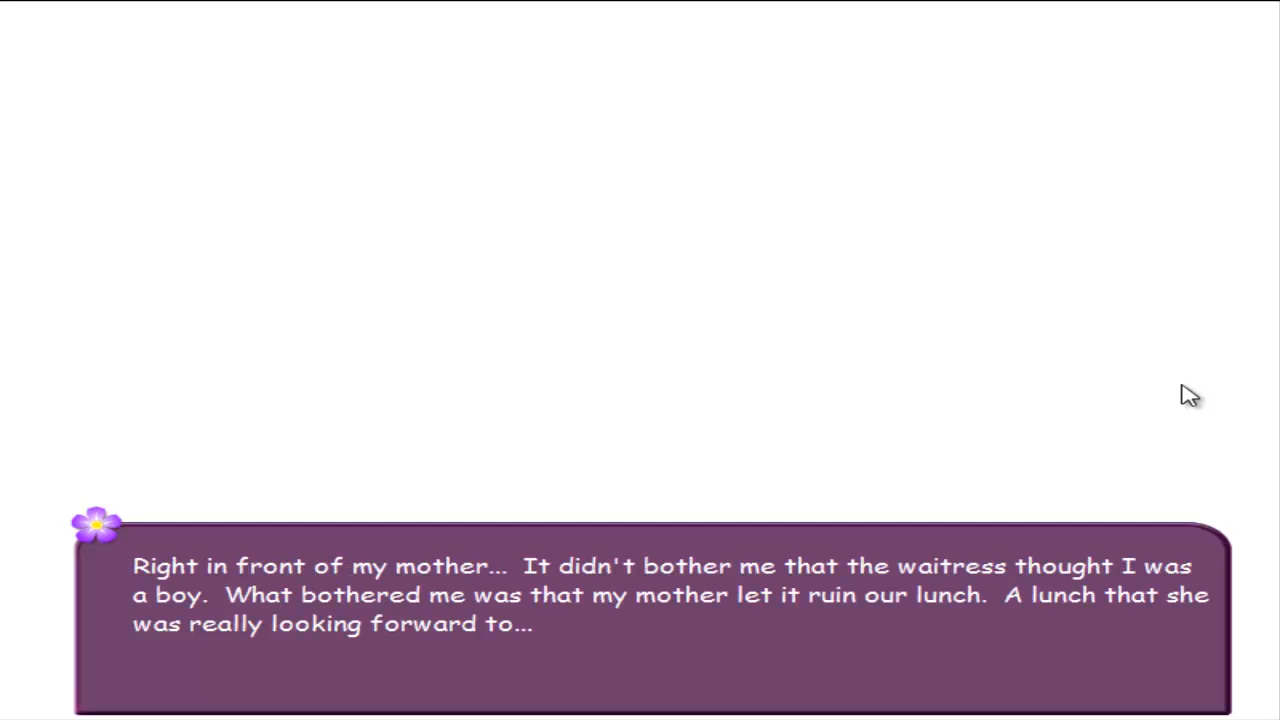 Right in front of my mother...  It didn't bother me that the waitress thought I was
a boy.  What bothered me was that my mother let it ruin our lunch.  A lunch that she
was really looking forward to...